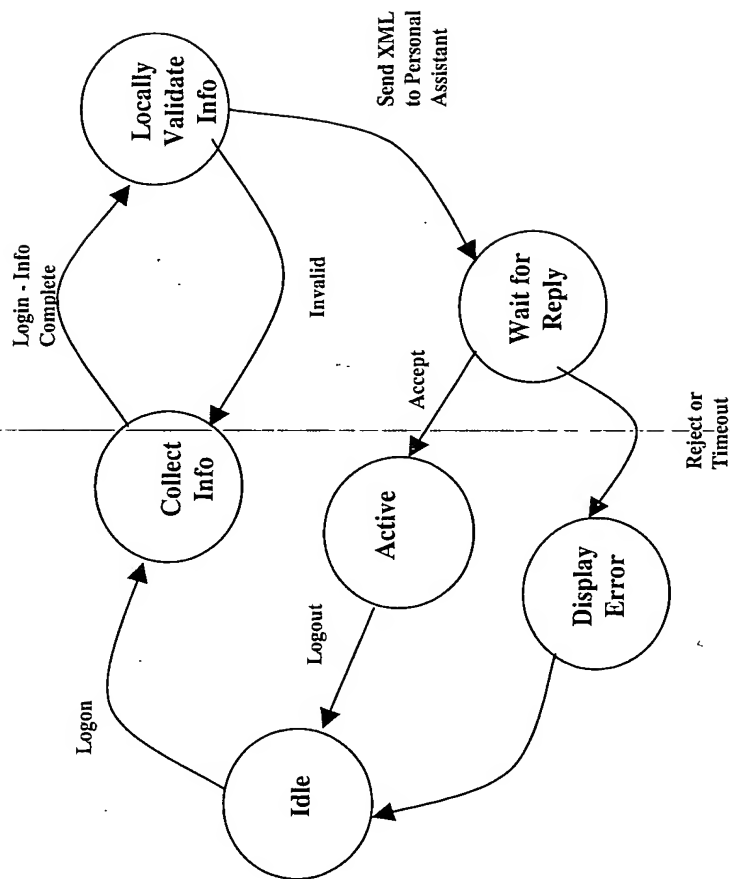 Logon
Login - Info
Complete
Idle
Collect
Info
Locally
Validate
Info
Invalid
Logout
Active
Accept
Send XML
to Personal
Assistant
Wait for
Reply
Display
Error
Reject or
Timeout